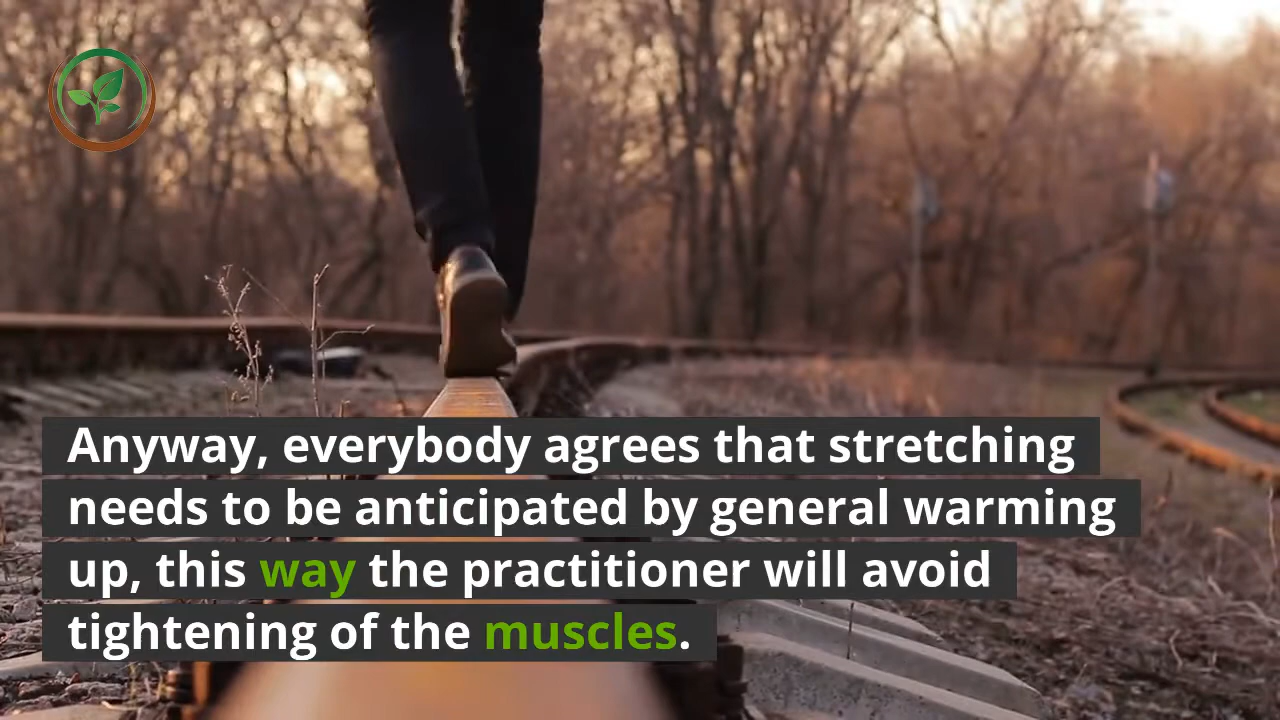 Anyway, everybody agrees that stretching
needs to be anticipated by general warming
up, this way the practitioner will avoid
tightening of the muscles.